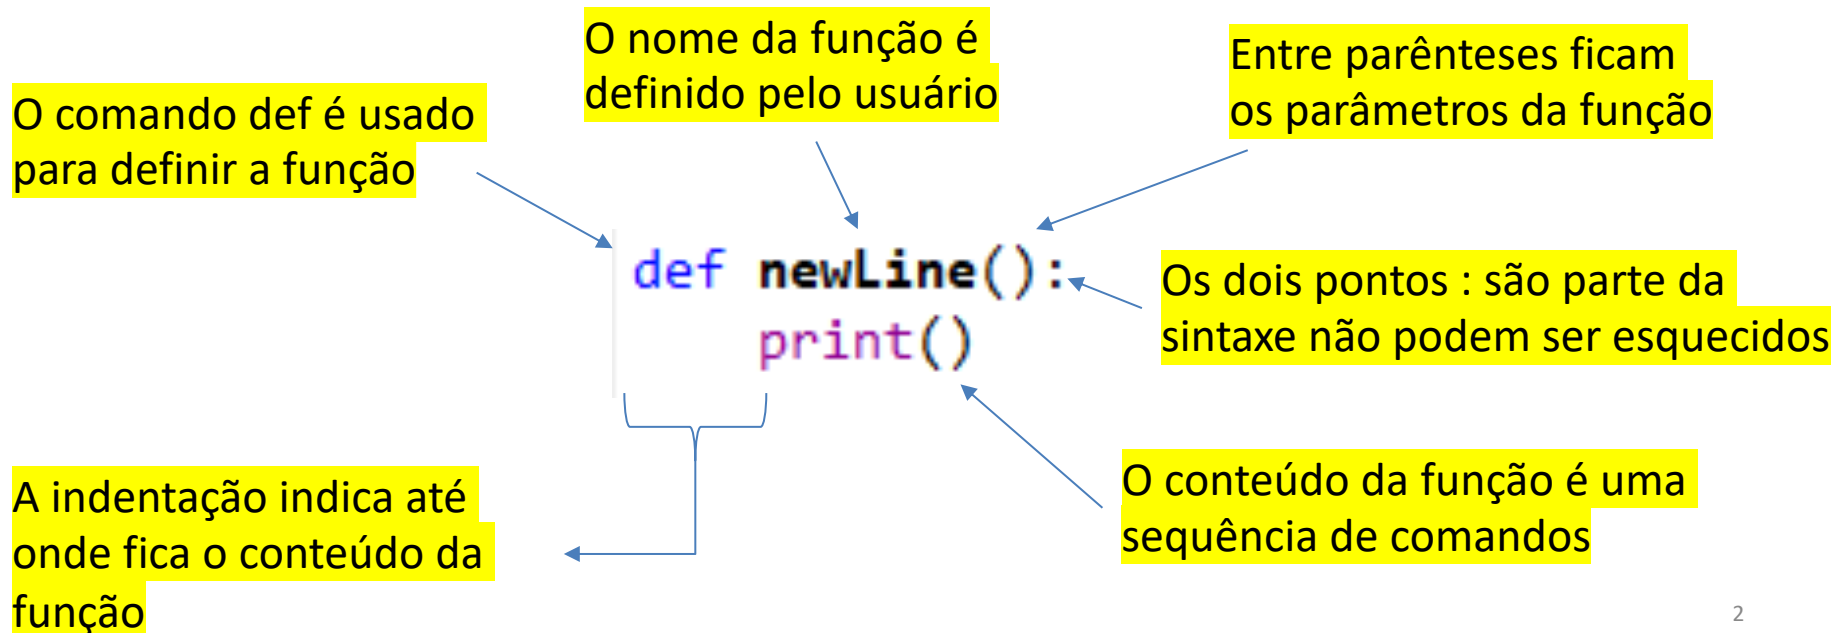 O nome da função é
definido pelo usuário
Entre parênteses ficam
os parâmetros da função
O comando def é usado
para definir a função
def newLine():
print()
Os dois pontos : são parte da
sintaxe não podem ser esquecidos
A indentação indica até
onde fica o conteúdo da
função
O conteúdo da função é uma
sequência de comandos
2